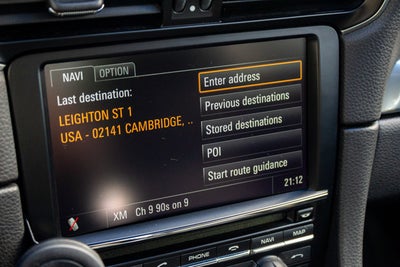 NAVI OPTION
Last destination:
LEIGHTON ST 1
USA - 02141 CAMBRIDGE, ..
Enter address
Previous destinations
Stored destinations
POI
Start route guidance
XM Ch 9 90s on 9
21:12
NAVI MAP
PHONE